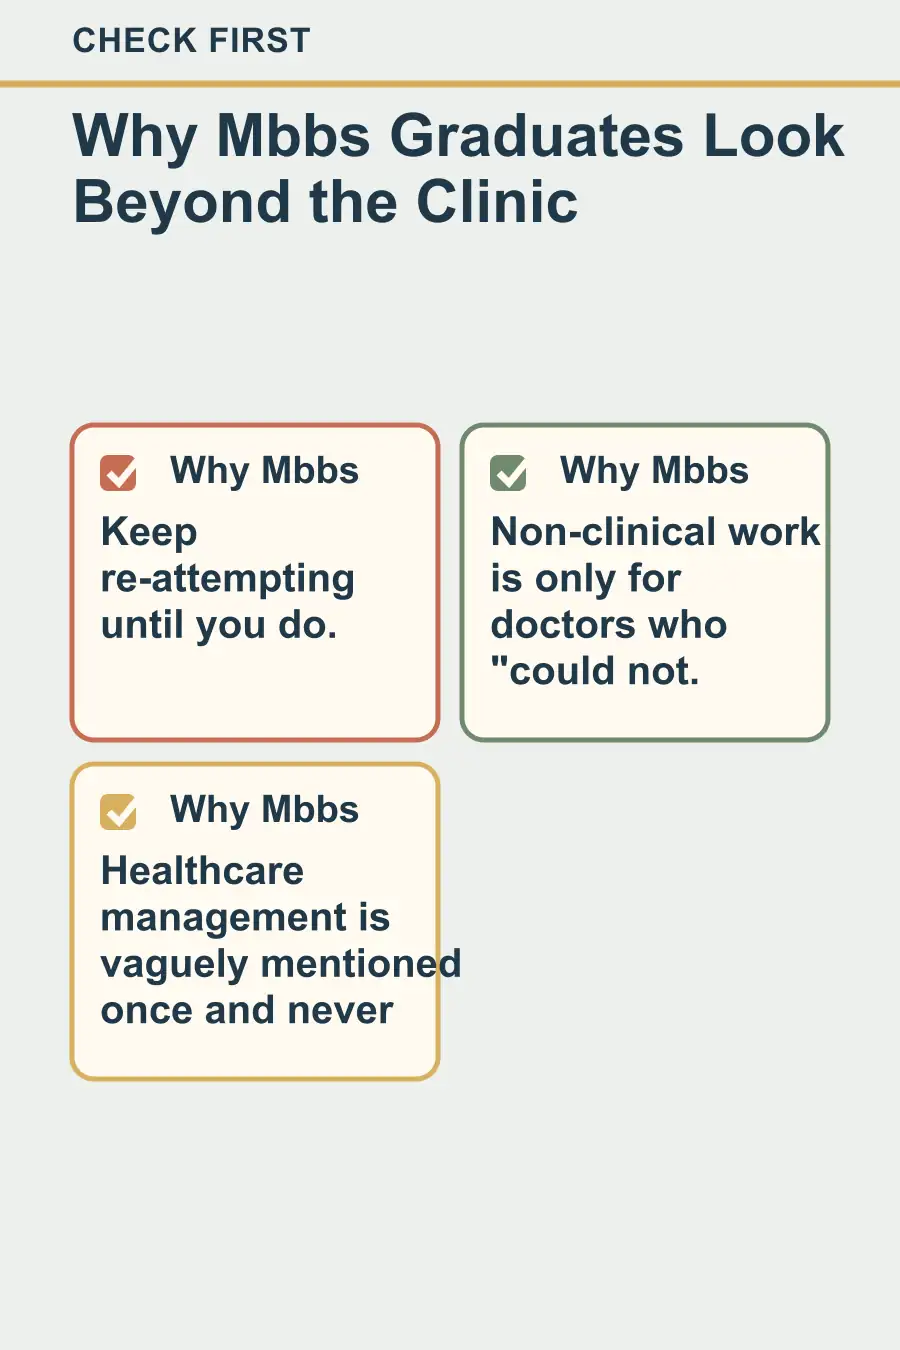 CHECK FIRST
Why Mbbs Graduates Look
Beyond the Clinic
Why Mbbs
Keep
re-attempting
until you do.
Why Mbbs
Non-clinical work
is only for
doctors who
"could not.
Why Mbbs
Healthcare
management is
vaguely mentioned
once and never